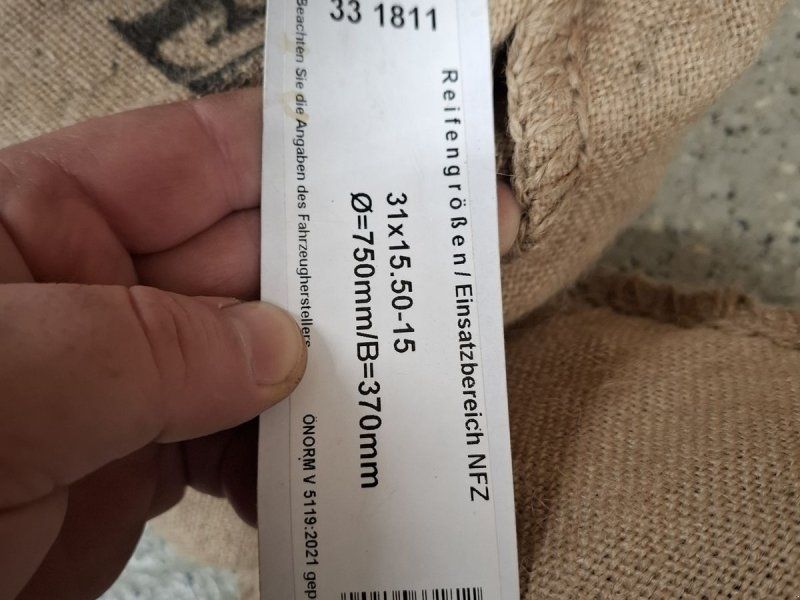 33 1811
Reifengrößen/Einsatzbereich NFZ
31x15.50-15
Ø=750mm/B=370mm
Beachten Sie die Angaben des Fahrzeugherstellers
ÖNORM V 5119:2021 gep